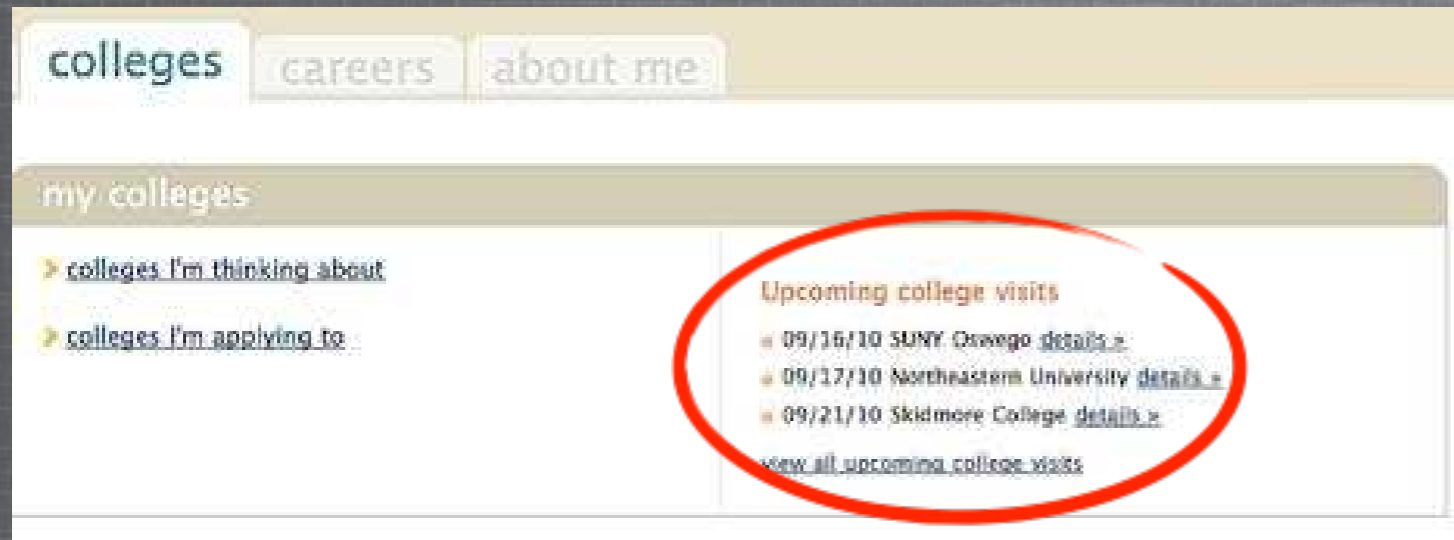 colleges careers about me
my colleges
colleges I'm thinking about
colleges I'm applying to
Upcoming college visits
09/16/10 SUNY Oswego details »
09/17/10 Northeastern University details »
09/21/10 Skidmore College details »
view all upcoming college visits